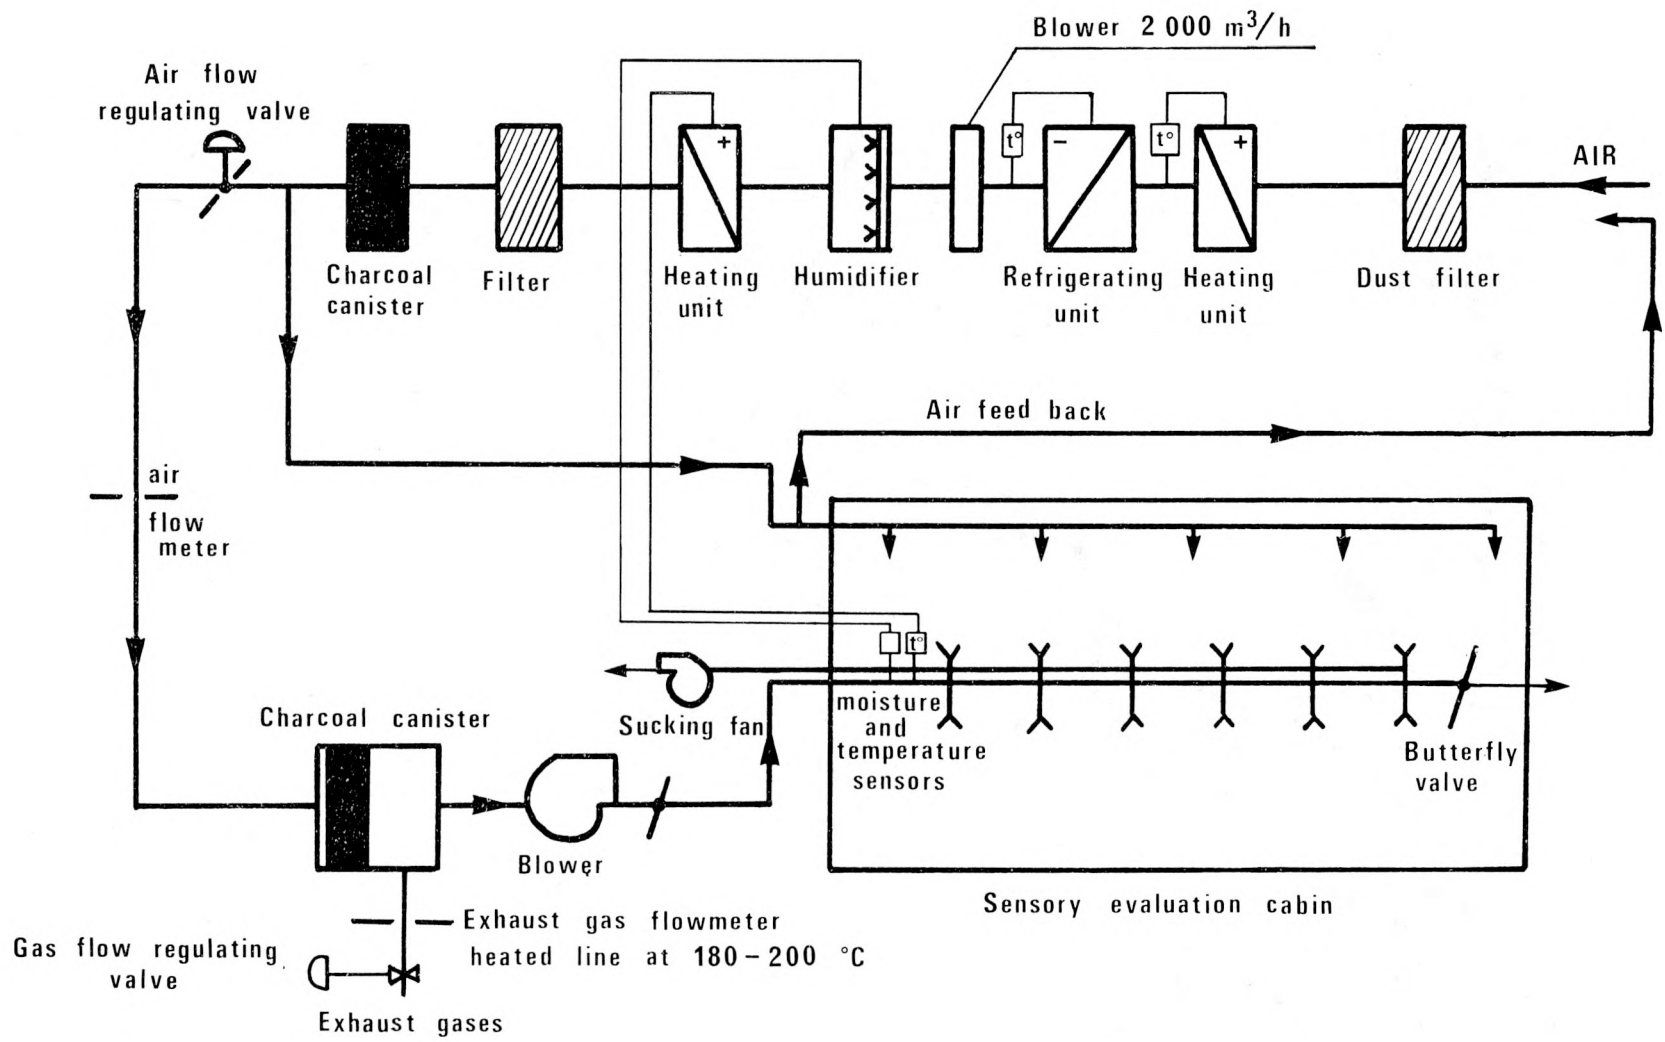 Blower 2 000 m³/h
Air flow
regulating valve
t°
t°
+
−
+
AIR
Charcoal
canister
Filter
Heating
unit
Humidifier
Refrigerating
unit
Heating
unit
Dust filter
Air feed back
air
flow
meter
t°
moisture
and
temperature
sensors
Sucking fan
Butterfly
valve
Charcoal canister
Blower
Sensory evaluation cabin
Exhaust gas flowmeter
heated line at 180 – 200 °C
Gas flow regulating
valve
Exhaust gases